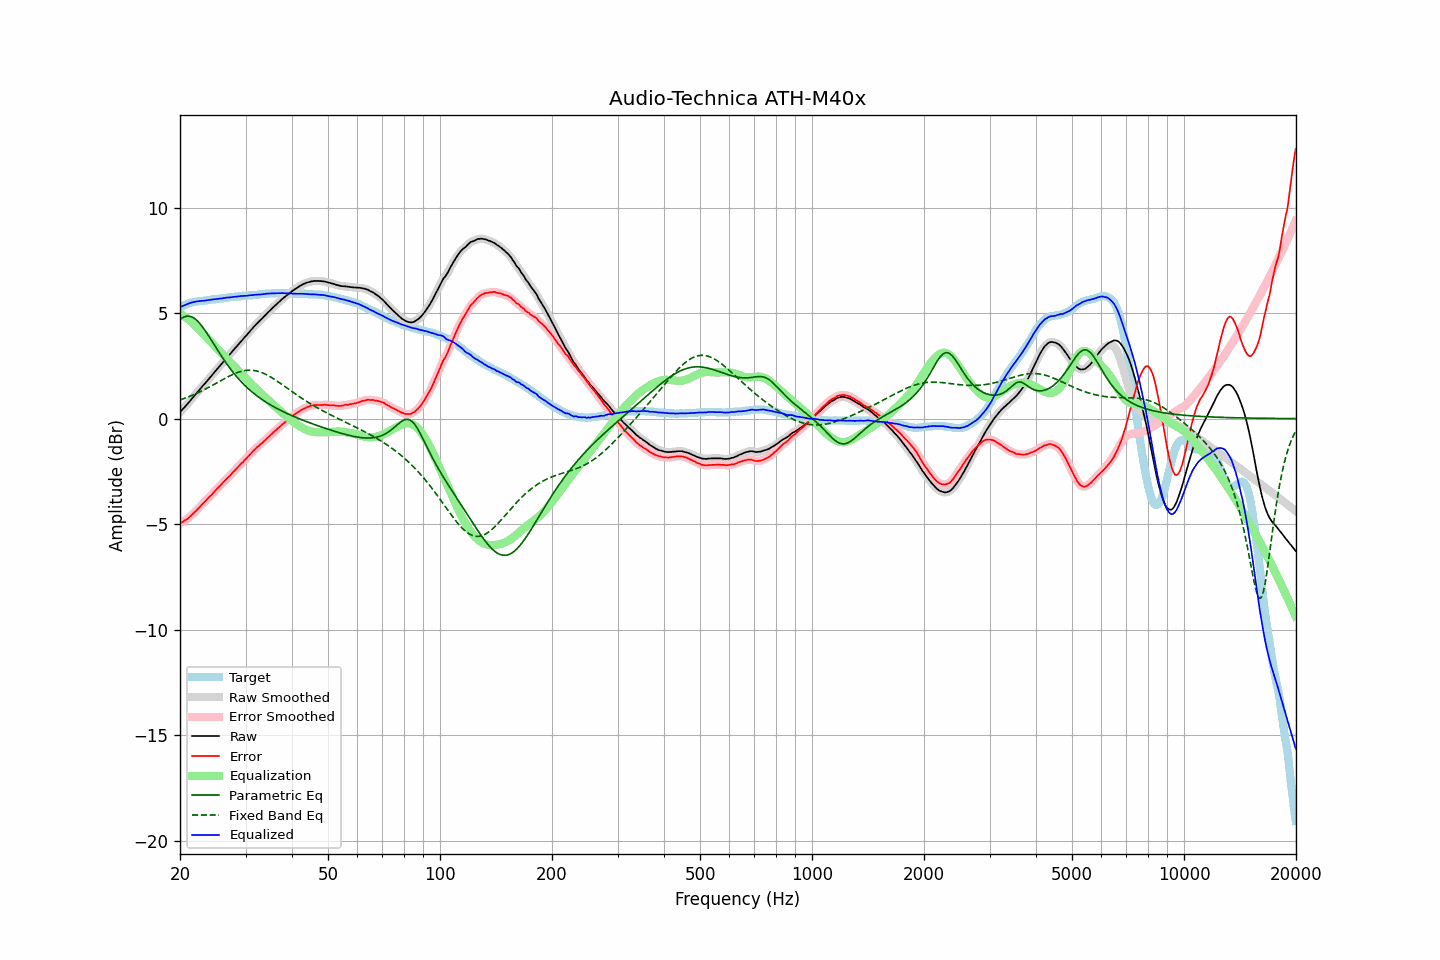 Audio-Technica ATH-M40x
Amplitude (dBr)
10
5
0
−5
−10
−15
−20
Target
Raw Smoothed
Error Smoothed
Raw
Error
Equalization
Parametric Eq
Fixed Band Eq
Equalized
20 50 100 200 500 1000 2000 5000 10000 20000
Frequency (Hz)